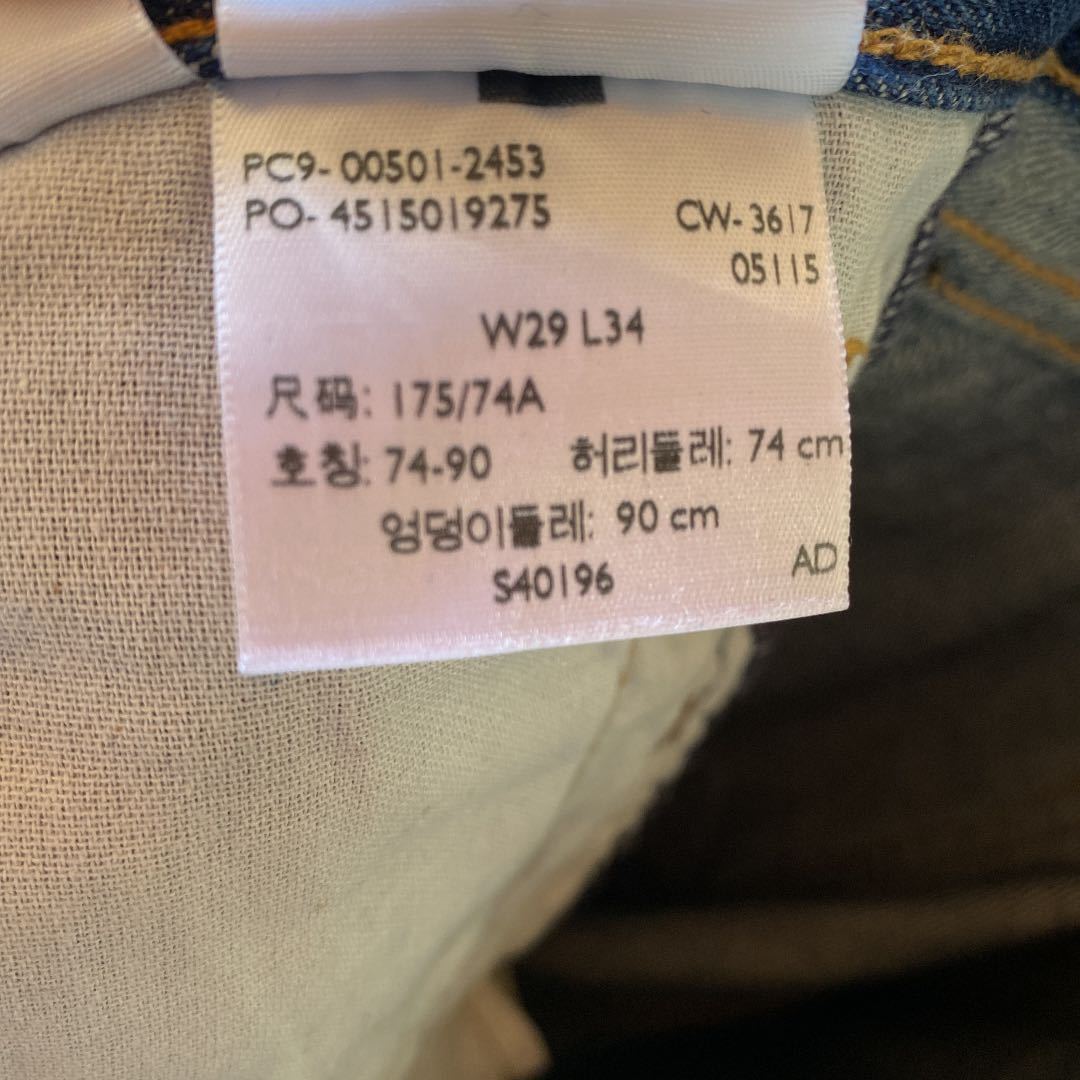 PC9-00501-2453
PO-4515019275 CW-3617
05115
W29 L34
尺码: 175/74A
호칭: 74-90 허리둘레: 74 cm
엉덩이둘레: 90 cm
S40196 AD